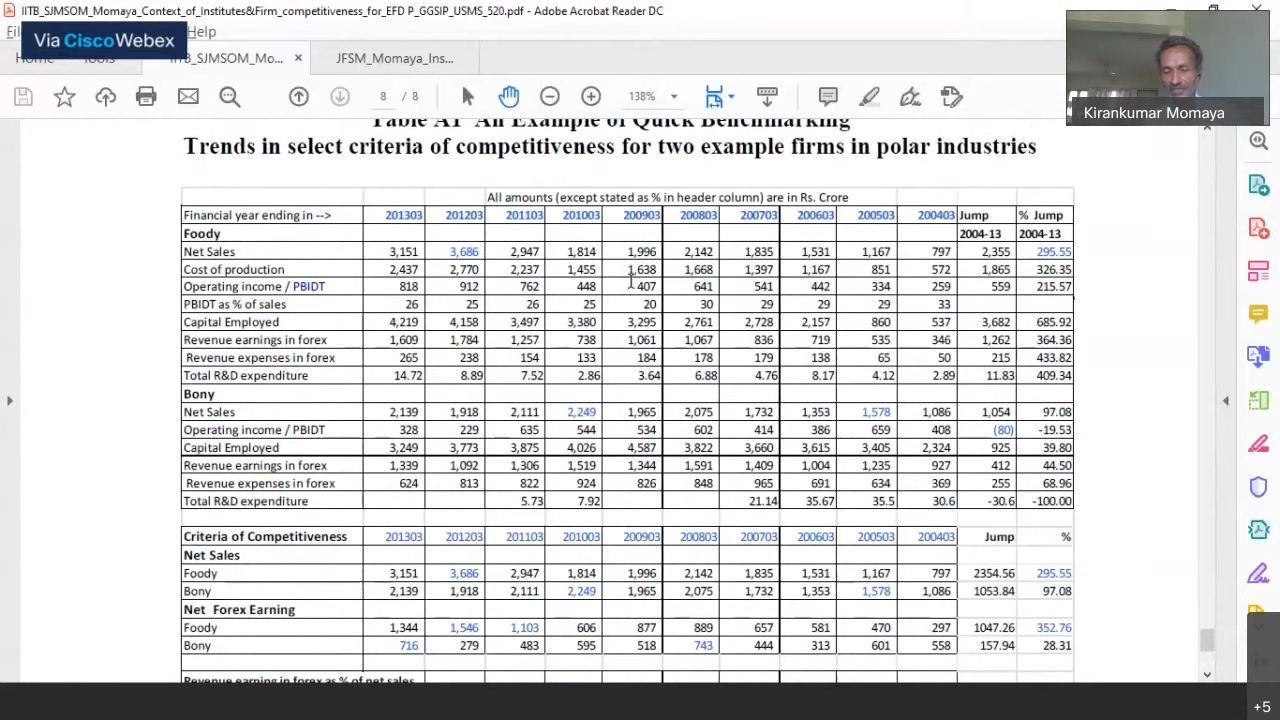 IITB_SJMSOM_Momaya_Context_of_Institutes&Firm_competitiveness_for_EFD P_GGSIP_USMS_520.pdf - Adobe Acrobat Reader DC
Help
Via CiscoWebex
Home Tools IITB_SJMSOM_Mo... × JFSM_Momaya_Ins...
8 / 8 138%
Kirankumar Momaya
Table A1 An Example of Quick Benchmarking
Trends in select criteria of competitiveness for two example firms in polar industries
All amounts (except stated as % in header column) are in Rs. Crore
Financial year ending in --> 201303 201203 201103 201003 200903 200803 200703 200603 200503 200403 Jump % Jump
Foody 2004-13 2004-13
Net Sales 3,151 3,686 2,947 1,814 1,996 2,142 1,835 1,531 1,167 797 2,355 295.55
Cost of production 2,437 2,770 2,237 1,455 1,638 1,668 1,397 1,167 851 572 1,865 326.35
Operating income / PBIDT 818 912 762 448 407 641 541 442 334 259 559 215.57
PBIDT as % of sales 26 25 26 25 20 30 29 29 29 33
Capital Employed 4,219 4,158 3,497 3,380 3,295 2,761 2,728 2,157 860 537 3,682 685.92
Revenue earnings in forex 1,609 1,784 1,257 738 1,061 1,067 836 719 535 346 1,262 364.36
Revenue expenses in forex 265 238 154 133 184 178 179 138 65 50 215 433.82
Total R&D expenditure 14.72 8.89 7.52 2.86 3.64 6.88 4.76 8.17 4.12 2.89 11.83 409.34
Bony
Net Sales 2,139 1,918 2,111 2,249 1,965 2,075 1,732 1,353 1,578 1,086 1,054 97.08
Operating income / PBIDT 328 229 635 544 534 602 414 386 659 408 (80) -19.53
Capital Employed 3,249 3,773 3,875 4,026 4,587 3,822 3,660 3,615 3,405 2,324 925 39.80
Revenue earnings in forex 1,339 1,092 1,306 1,519 1,344 1,591 1,409 1,004 1,235 927 412 44.50
Revenue expenses in forex 624 813 822 924 826 848 965 691 634 369 255 68.96
Total R&D expenditure 5.73 7.92 21.14 35.67 35.5 30.6 -30.6 -100.00
Criteria of Competitiveness 201303 201203 201103 201003 200903 200803 200703 200603 200503 200403 Jump %
Net Sales
Foody 3,151 3,686 2,947 1,814 1,996 2,142 1,835 1,531 1,167 797 2354.56 295.55
Bony 2,139 1,918 2,111 2,249 1,965 2,075 1,732 1,353 1,578 1,086 1053.84 97.08
Net Forex Earning
Foody 1,344 1,546 1,103 606 877 889 657 581 470 297 1047.26 352.76
Bony 716 279 483 595 518 743 444 313 601 558 157.94 28.31
Revenue earning in forex as % of net sales
+5